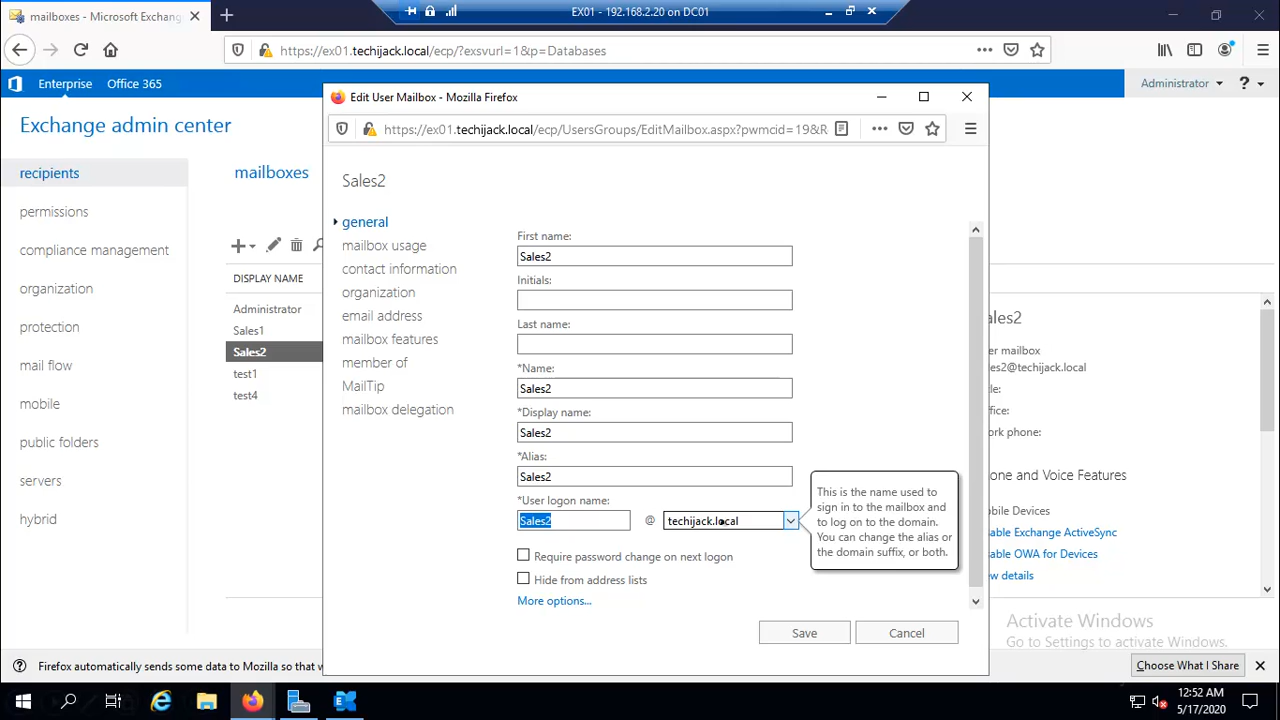 mailboxes - Microsoft Exchang
EX01 - 192.168.2.20 on DC01
https://ex01.techijack.local/ecp/?exsvurl=1&p=Databases
Enterprise
Office 365
Administrator
?
Exchange admin center
recipients
permissions
compliance management
organization
protection
mail flow
mobile
public folders
servers
hybrid
mailboxes
DISPLAY NAME
Administrator
Sales1
Sales2
test1
test4
Edit User Mailbox - Mozilla Firefox
https://ex01.techijack.local/ecp/UsersGroups/EditMailbox.aspx?pwmcid=19&R
Sales2
general
mailbox usage
contact information
organization
email address
mailbox features
member of
MailTip
mailbox delegation
First name:
Sales2
Initials:
Last name:
*Name:
Sales2
*Display name:
Sales2
*Alias:
Sales2
*User logon name:
Sales2 @ techijack.local
Require password change on next logon
Hide from address lists
More options...
This is the name used to
sign in to the mailbox and
to log on to the domain.
You can change the alias or
the domain suffix, or both.
Save
Cancel
ales2
er mailbox
es2@techijack.local
tle:
ffice:
ork phone:
one and Voice Features
obile Devices
able Exchange ActiveSync
able OWA for Devices
ew details
Activate Windows
Go to Settings to activate Windows.
Firefox automatically sends some data to Mozilla so that w
Choose What I Share
12:52 AM
5/17/2020